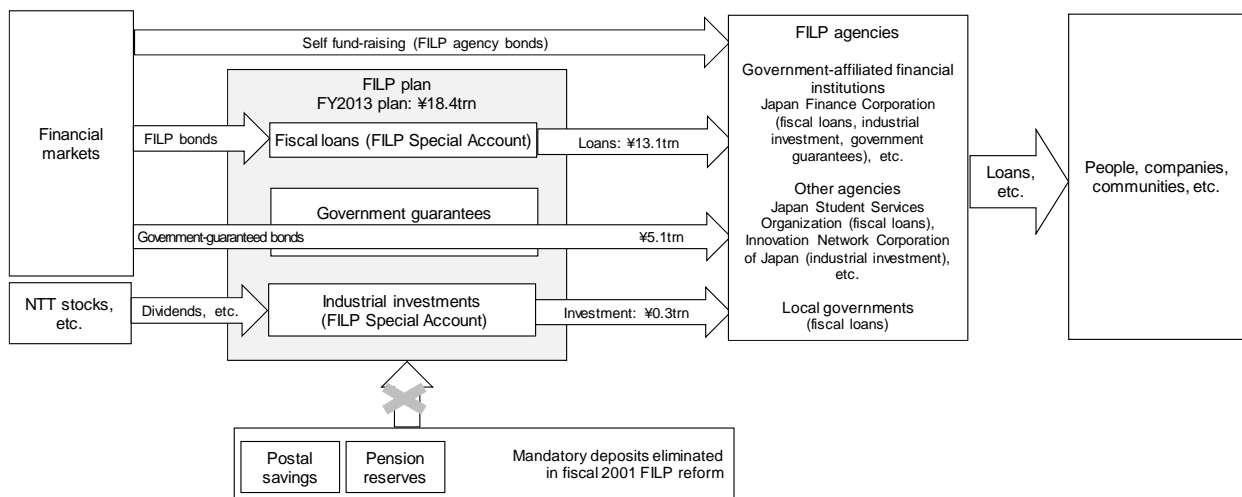 Self fund-raising (FILP agency bonds)
Financial
markets
FILP plan
FY2013 plan: ¥18.4trn
FILP bonds
Fiscal loans (FILP Special Account)
Loans: ¥13.1trn
Government guarantees
Government-guaranteed bonds
¥5.1trn
NTT stocks,
etc.
Dividends, etc.
Industrial investments
(FILP Special Account)
Investment: ¥0.3trn
FILP agencies
Government-affiliated financial
institutions
Japan Finance Corporation
(fiscal loans, industrial
investment, government
guarantees), etc.
Other agencies
Japan Student Services
Organization (fiscal loans),
Innovation Network Corporation
of Japan (industrial investment),
etc.
Local governments
(fiscal loans)
Loans,
etc.
People, companies,
communities, etc.
Postal
savings
Pension
reserves
Mandatory deposits eliminated
in fiscal 2001 FILP reform